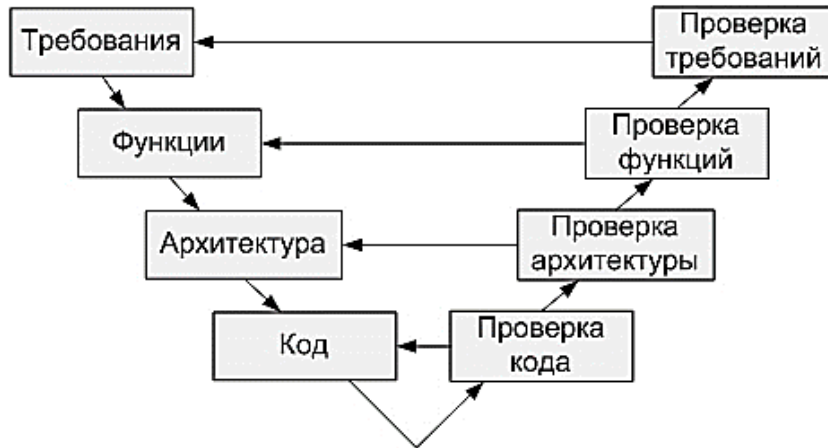 Требования
Проверка
требований
Функции
Проверка
функций
Архитектура
Проверка
архитектуры
Код
Проверка
кода